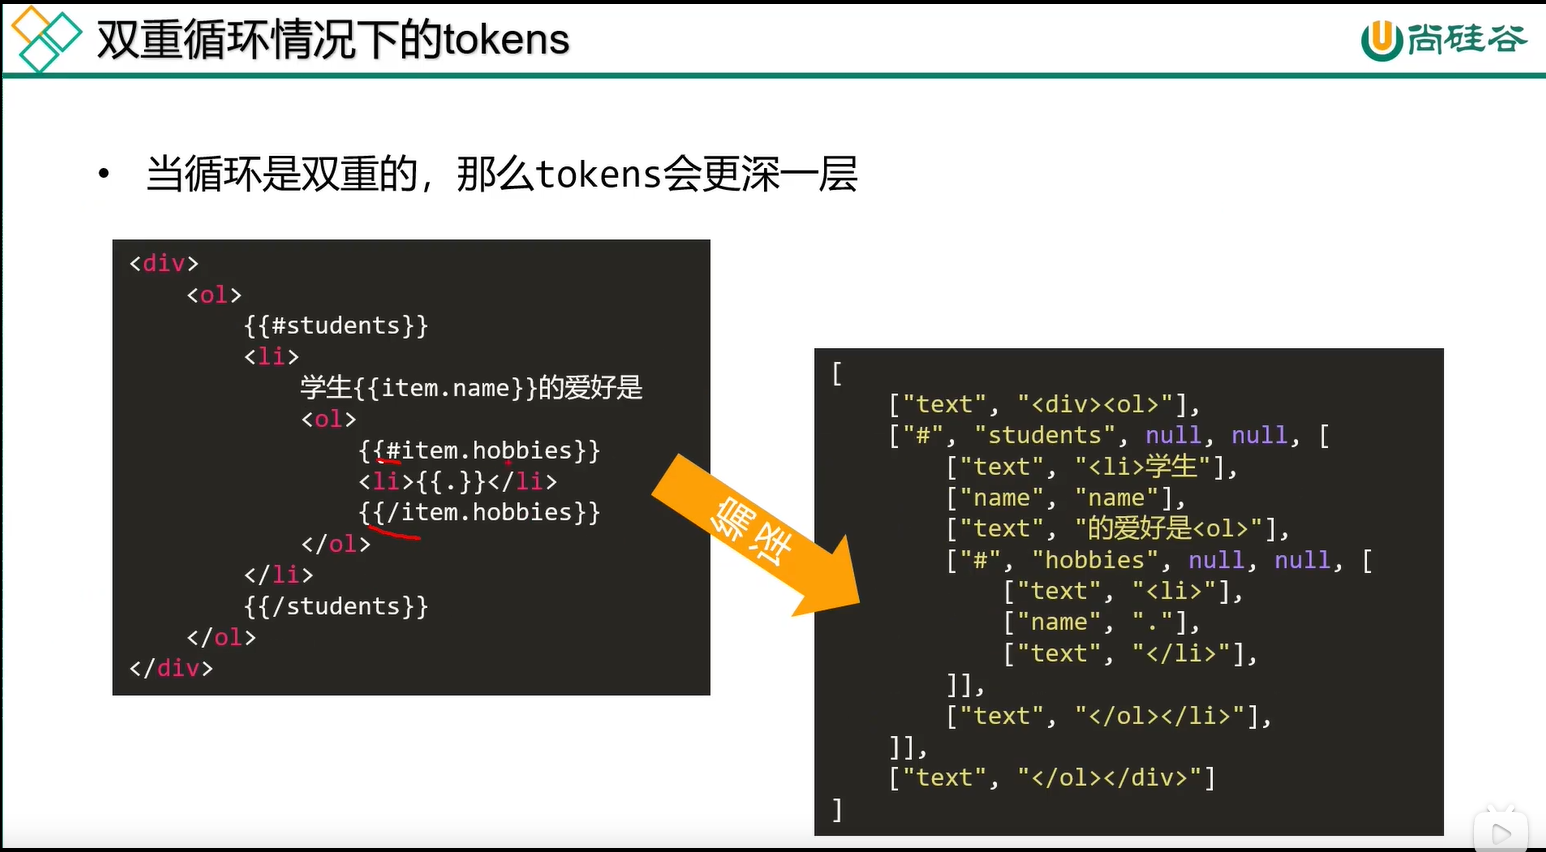 双重循环情况下的tokens
尚硅谷
• 当循环是双重的，那么tokens会更深一层
<div>
<ol>
{{#students}}
<li>
学生{{item.name}}的爱好是
<ol>
{{#item.hobbies}}
<li>{{.}}</li>
{{/item.hobbies}}
</ol>
</li>
{{/students}}
</ol>
</div>
编译
[
["text", "<div><ol>"],
["#", "students", null, null, [
["text", "<li>学生"],
["name", "name"],
["text", "的爱好是<ol>"],
["#", "hobbies", null, null, [
["text", "<li>"],
["name", "."],
["text", "</li>"],
]],
["text", "</ol></li>"],
]],
["text", "</ol></div>"]
]